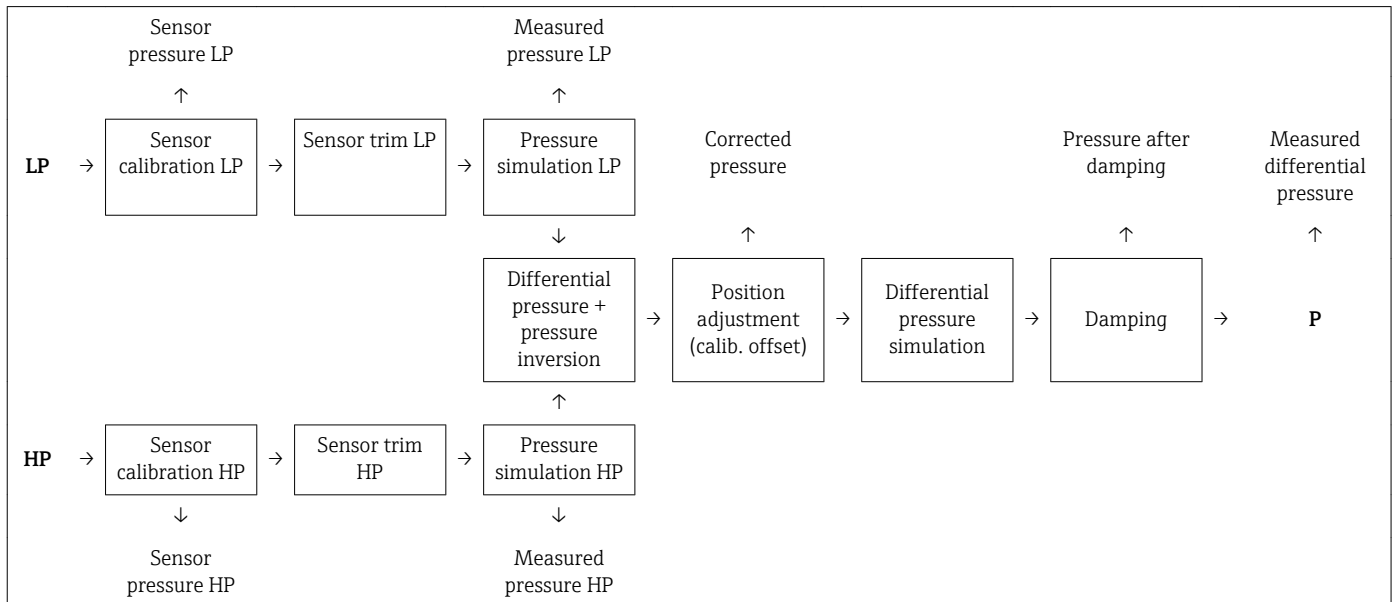 Sensor
pressure LP
Measured
pressure LP
↑
↑
LP
→
Sensor
calibration LP
→
Sensor trim LP
→
Pressure
simulation LP
Corrected
pressure
Pressure after
damping
Measured
differential
pressure
↓
↑
↑
↑
Differential
pressure +
pressure
inversion
→
Position
adjustment
(calib. offset)
→
Differential
pressure
simulation
→
Damping
→
P
↑
HP
→
Sensor
calibration HP
→
Sensor trim
HP
→
Pressure
simulation HP
↓
↓
Sensor
pressure HP
Measured
pressure HP